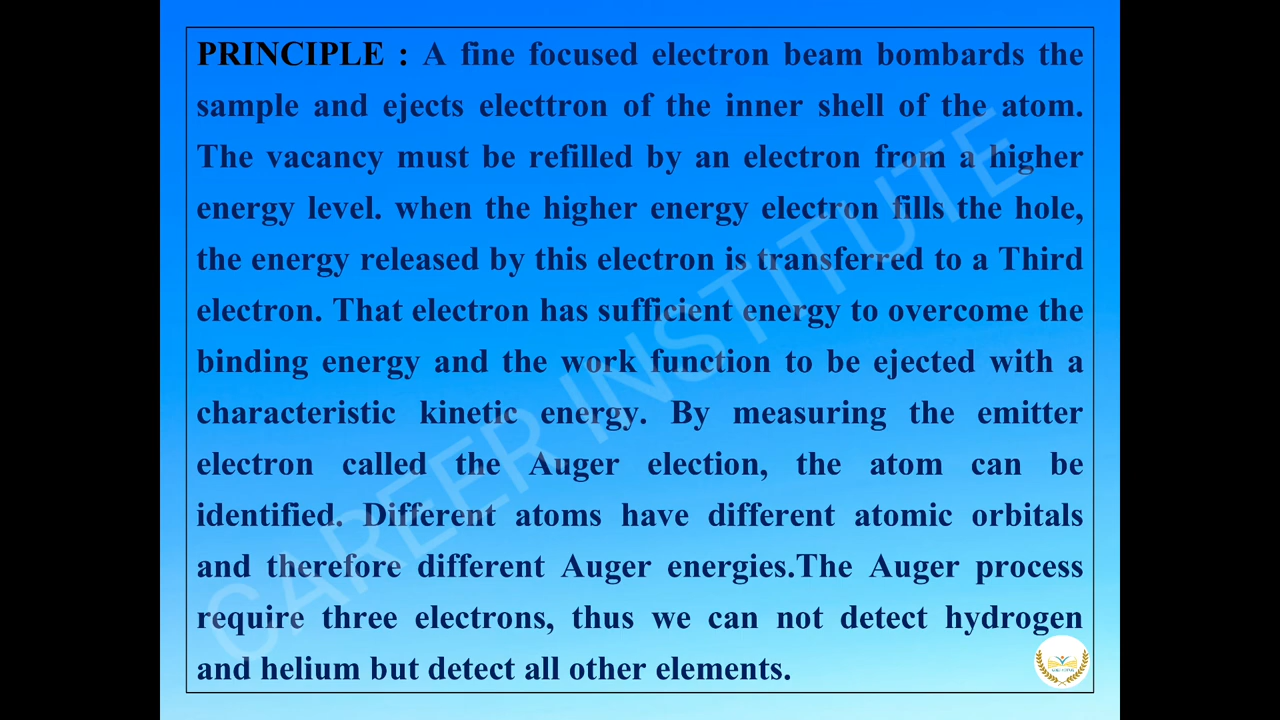 PRINCIPLE : A fine focused electron beam bombards the
sample and ejects electtron of the inner shell of the atom.
The vacancy must be refilled by an electron from a higher
energy level. when the higher energy electron fills the hole,
the energy released by this electron is transferred to a Third
electron. That electron has sufficient energy to overcome the
binding energy and the work function to be ejected with a
characteristic kinetic energy. By measuring the emitter
electron called the Auger election, the atom can be
identified. Different atoms have different atomic orbitals
and therefore different Auger energies.The Auger process
require three electrons, thus we can not detect hydrogen
and helium but detect all other elements.
CAREER INSTITUTE